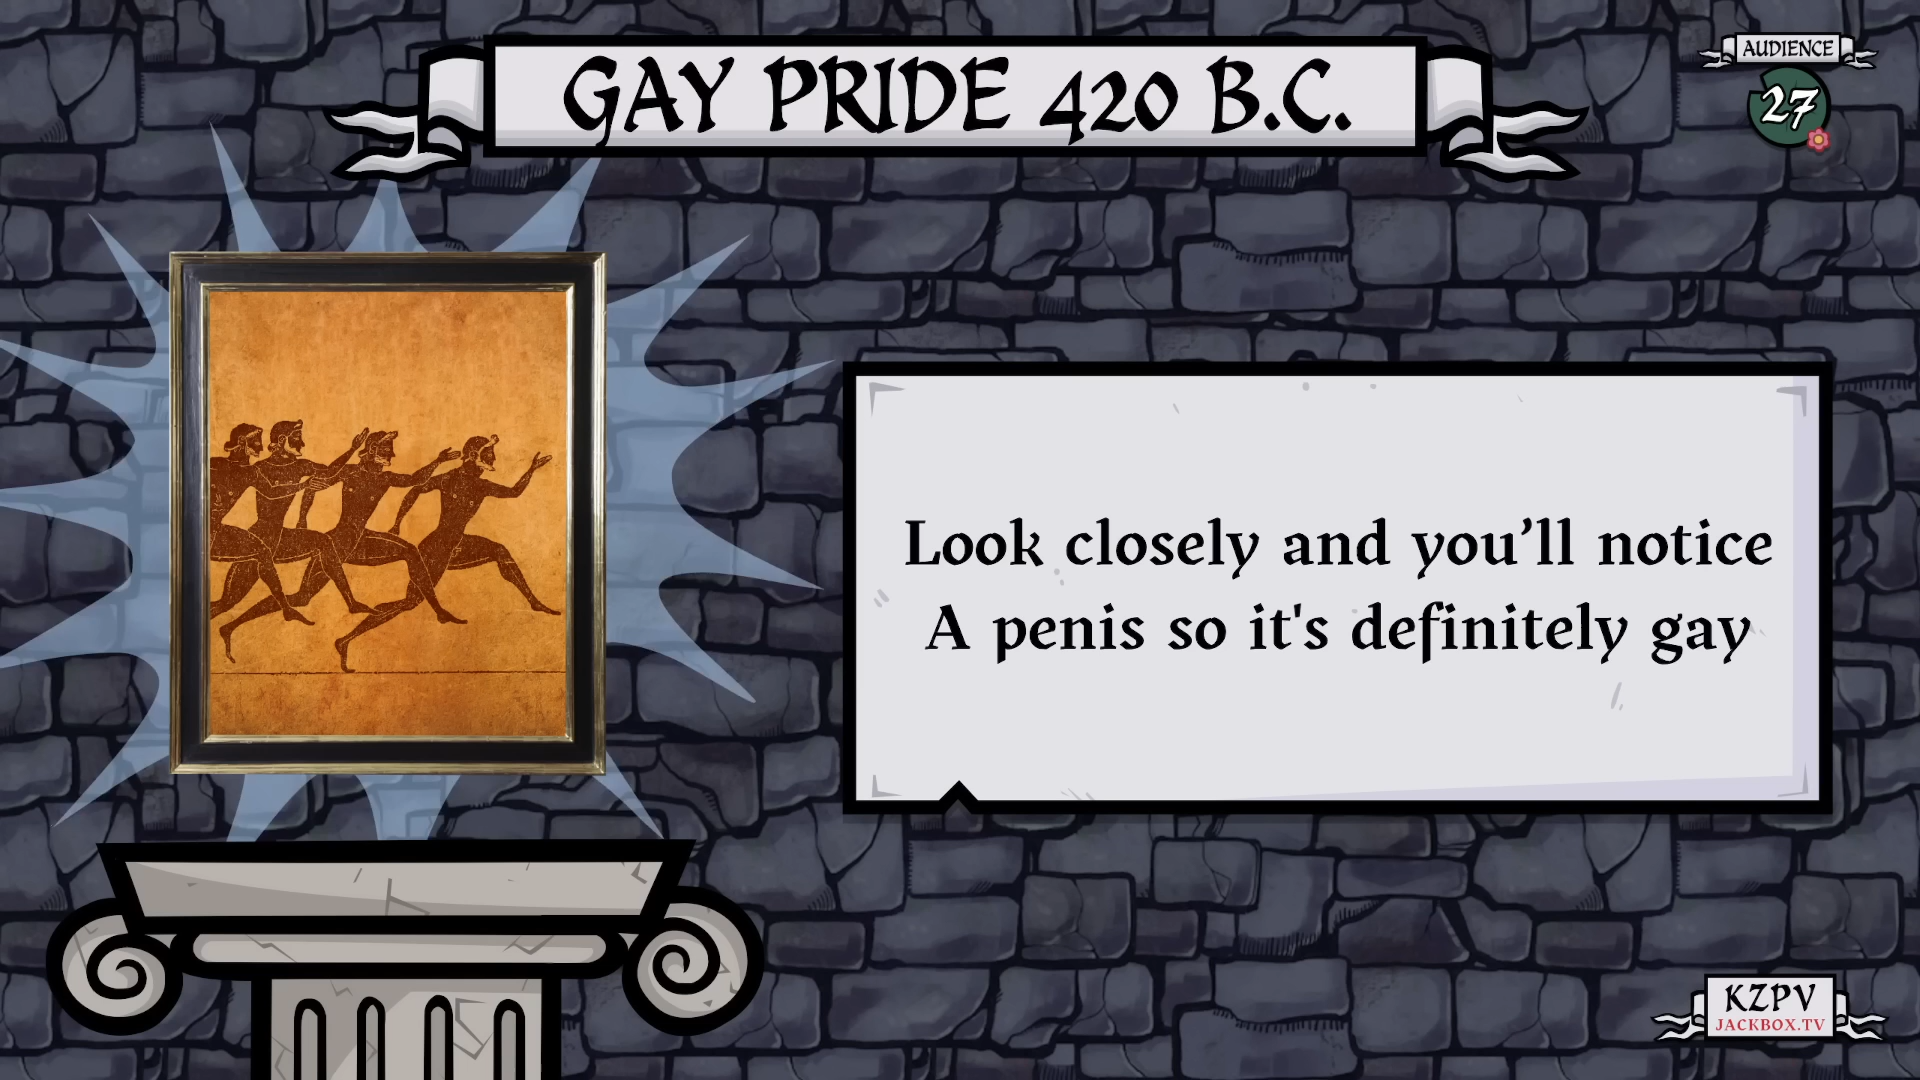 GAY PRIDE 420 B.C.
AUDIENCE
27
Look closely and you’ll notice
A penis so it's definitely gay
KZPV
JACKBOX.TV